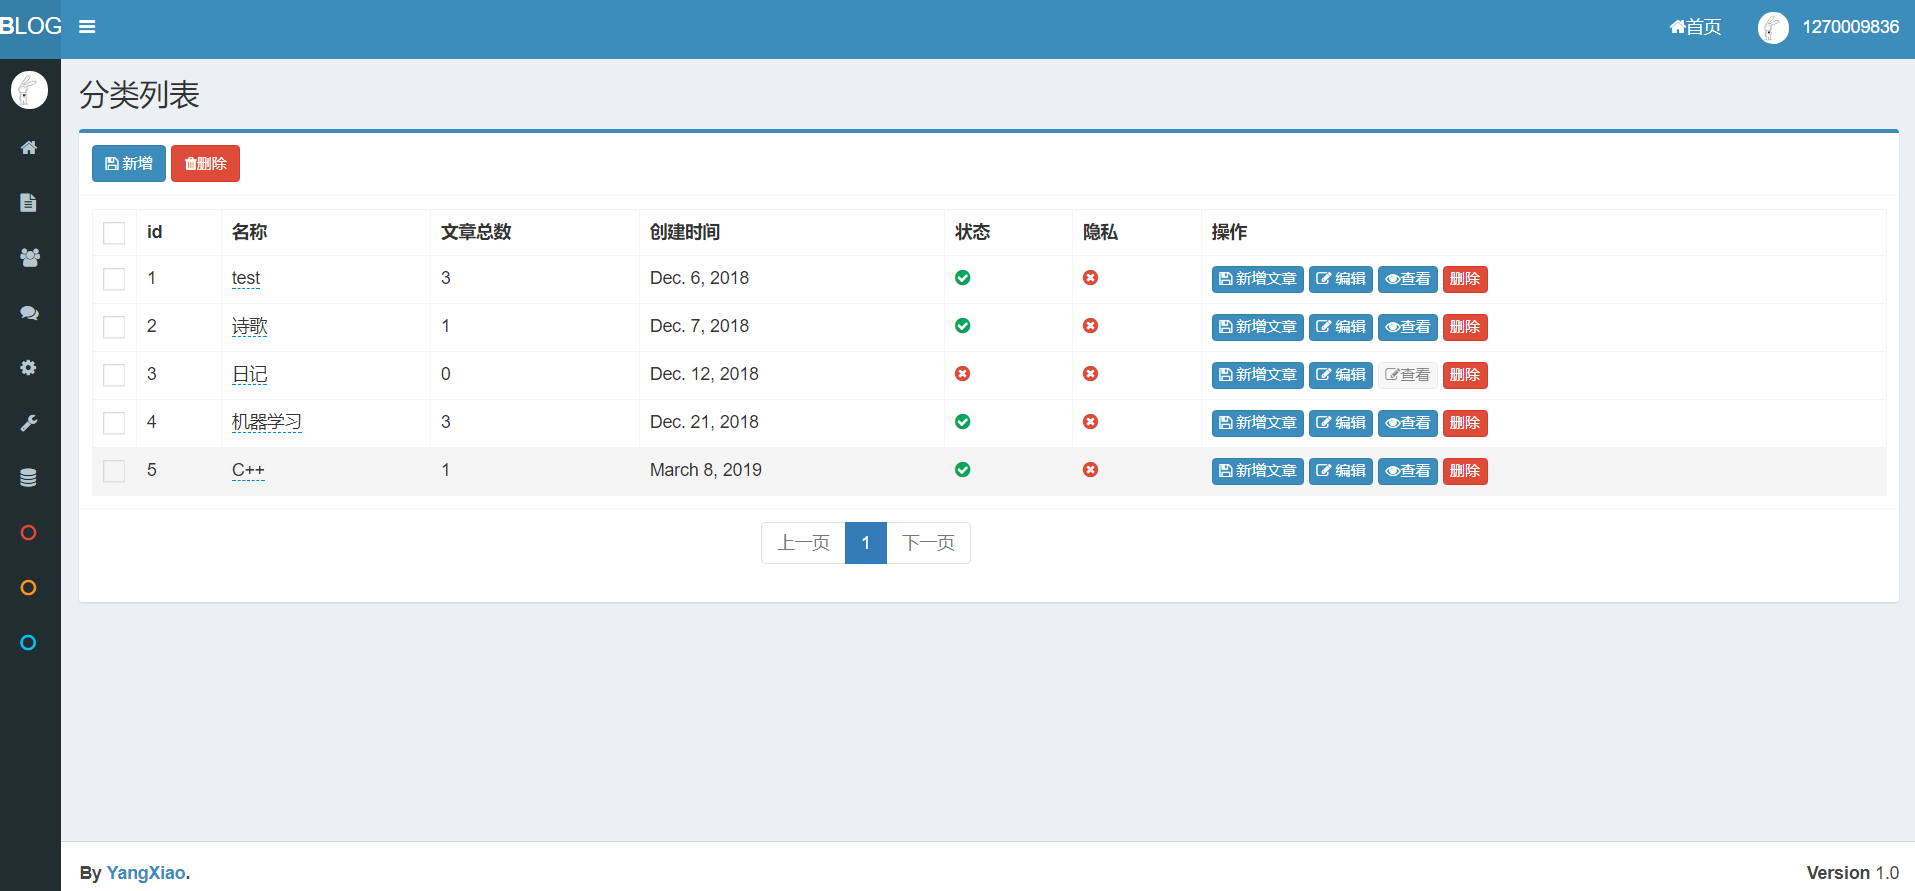 BLOG 首页 1270009836
分类列表
新增 删除
id 名称 文章总数 创建时间 状态 隐私 操作
1 test 3 Dec. 6, 2018 新增文章 编辑 查看 删除
2 诗歌 1 Dec. 7, 2018 新增文章 编辑 查看 删除
3 日记 0 Dec. 12, 2018 新增文章 编辑 查看 删除
4 机器学习 3 Dec. 21, 2018 新增文章 编辑 查看 删除
5 C++ 1 March 8, 2019 新增文章 编辑 查看 删除
上一页 1 下一页
By YangXiao. Version 1.0